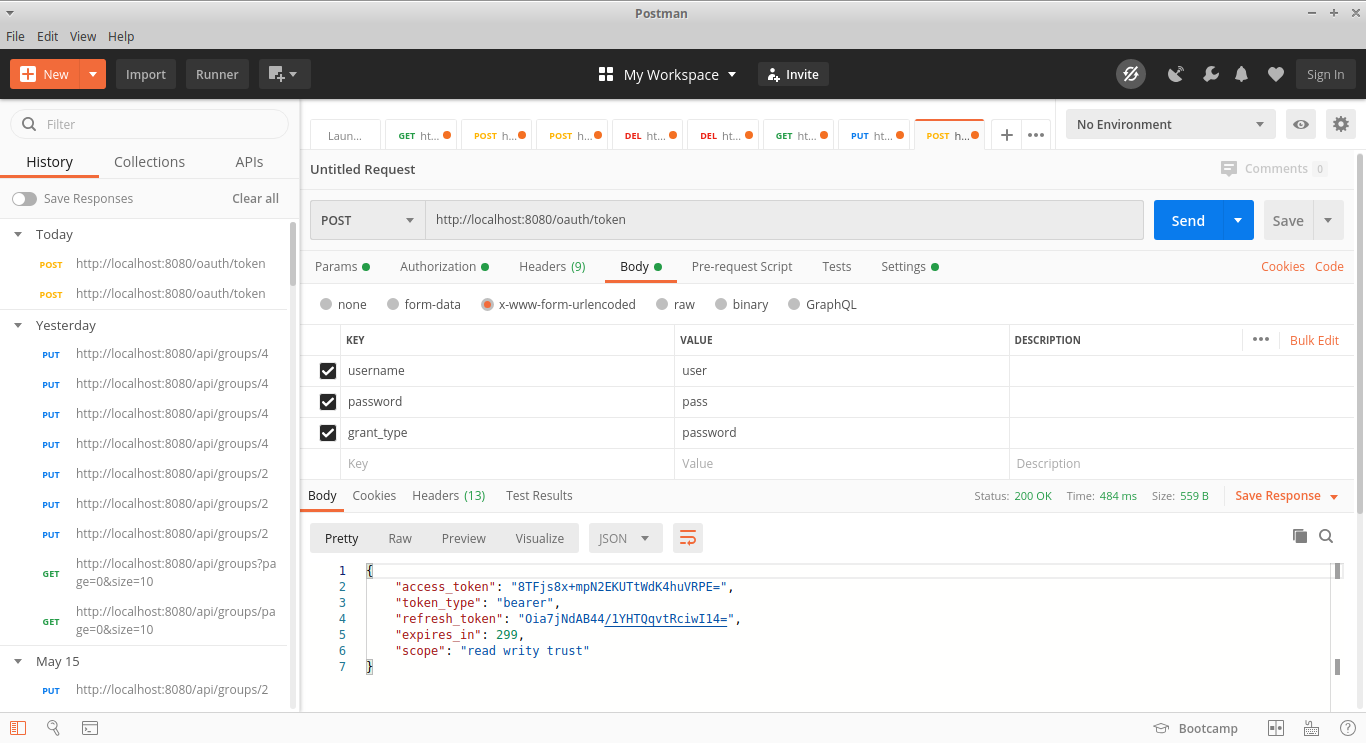 Postman
File Edit View Help
New Import Runner My Workspace Invite Sign In
Filter
History Collections APIs
Save Responses Clear all
Today
POST http://localhost:8080/oauth/token
POST http://localhost:8080/oauth/token
Yesterday
PUT http://localhost:8080/api/groups/4
PUT http://localhost:8080/api/groups/4
PUT http://localhost:8080/api/groups/4
PUT http://localhost:8080/api/groups/4
PUT http://localhost:8080/api/groups/2
PUT http://localhost:8080/api/groups/2
PUT http://localhost:8080/api/groups/2
GET http://localhost:8080/api/groups?pa
ge=0&size=10
GET http://localhost:8080/api/groups/pa
ge=0&size=10
May 15
PUT http://localhost:8080/api/groups/2
Laun... GET ht... POST h... POST h... DEL ht... DEL ht... GET ht... PUT ht... POST h... + •••
No Environment
Untitled Request
Comments 0
POST http://localhost:8080/oauth/token Send Save
Params Authorization Headers (9) Body Pre-request Script Tests Settings Cookies Code
none form-data x-www-form-urlencoded raw binary GraphQL
KEY VALUE DESCRIPTION ••• Bulk Edit
username user
password pass
grant_type password
Key Value Description
Body Cookies Headers (13) Test Results Status: 200 OK Time: 484 ms Size: 559 B Save Response
Pretty Raw Preview Visualize JSON
1 {
2 "access_token": "8TFjs8x+mpN2EKUTtWdK4huVRPE=",
3 "token_type": "bearer",
4 "refresh_token": "Oia7jNdAB44/1YHTQqvtRciwI14=",
5 "expires_in": 299,
6 "scope": "read writy trust"
7 }
Bootcamp